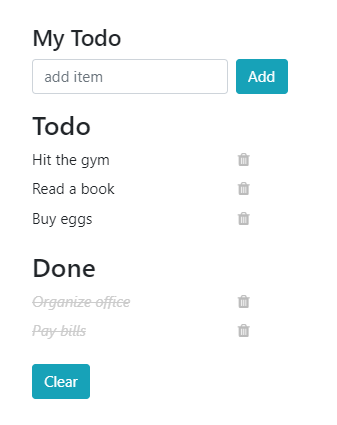 My Todo
add item Add
Todo
Hit the gym
Read a book
Buy eggs
Done
Organize office
Pay bills
Clear